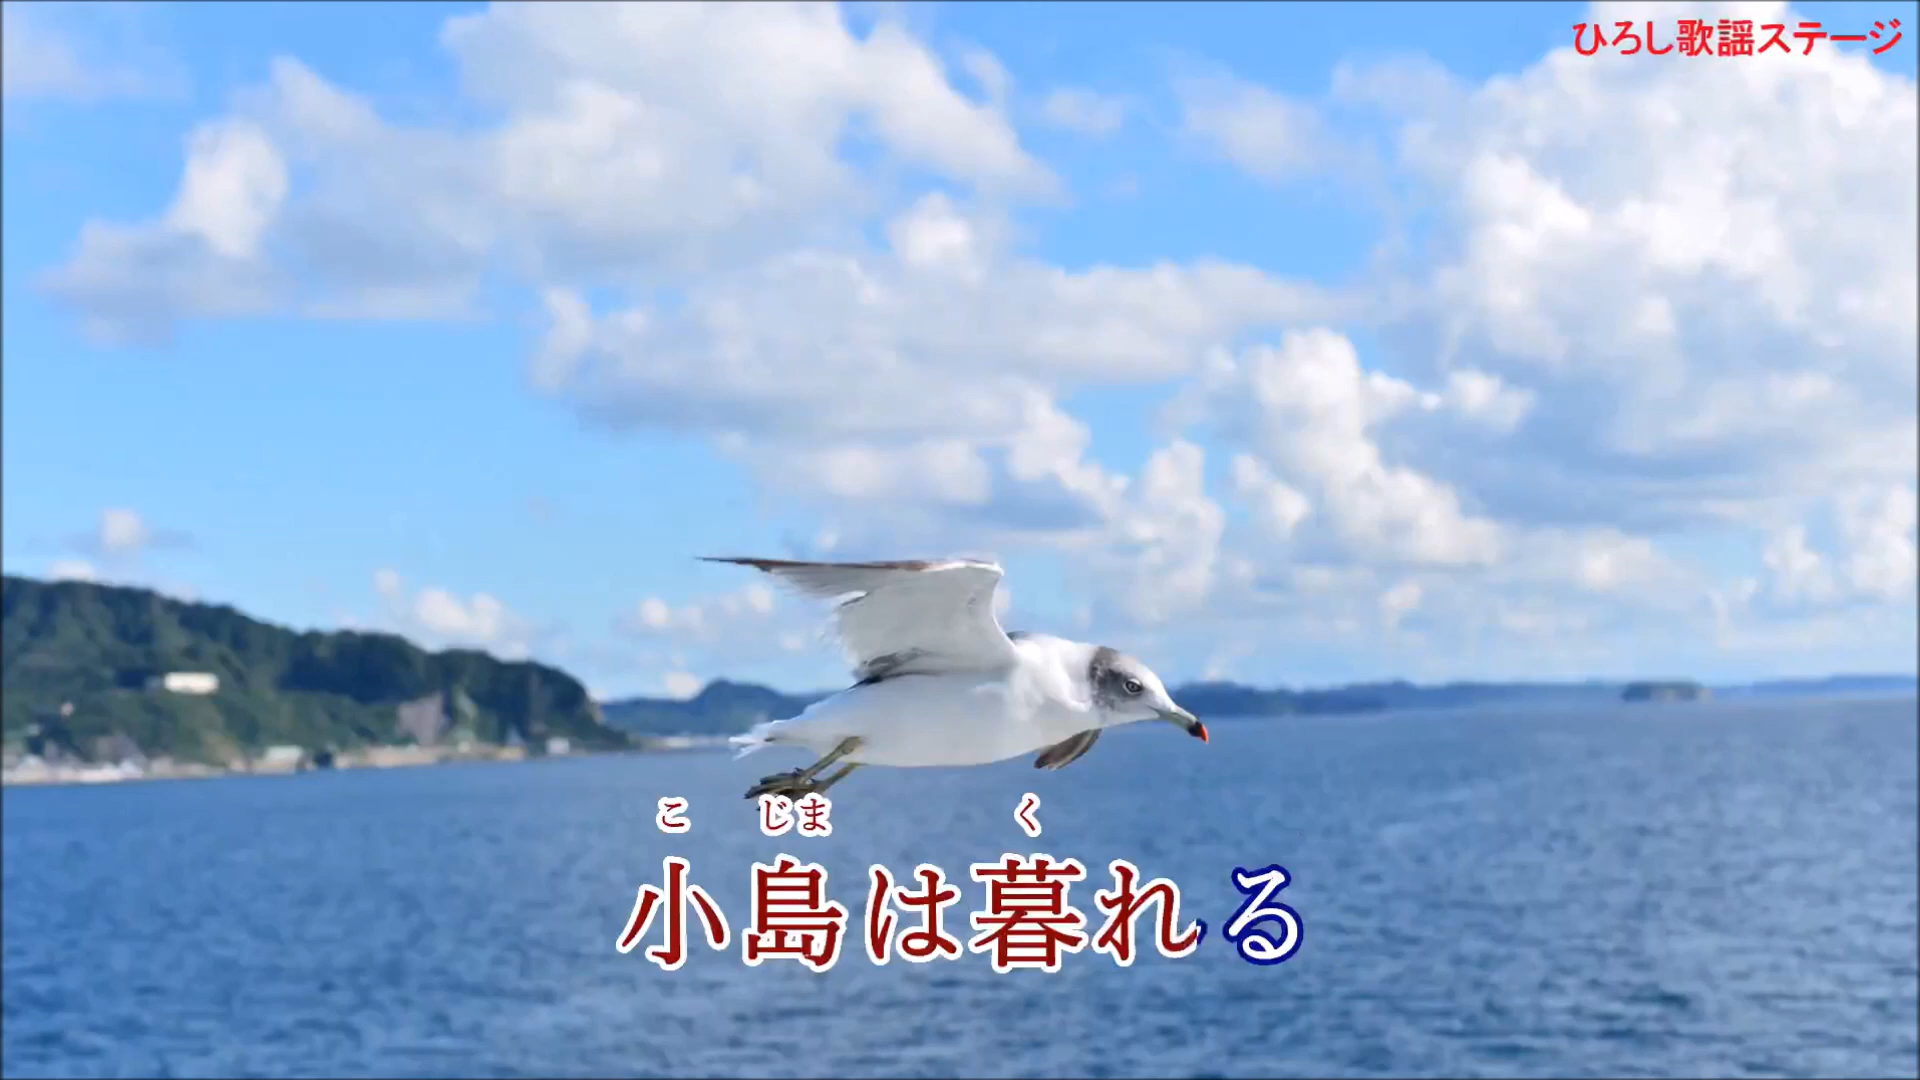 ひろし歌謡ステージ
こ じま く
小島は暮れる